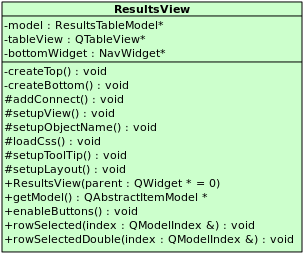 ResultsView
-model : ResultsTableModel*
-tableView : QTableView*
-bottomWidget : NavWidget*
-createTop() : void
-createBottom() : void
#addConnect() : void
#setupView() : void
#setupObjectName() : void
#loadCss() : void
#setupToolTip() : void
#setupLayout() : void
+ResultsView(parent : QWidget * = 0)
+getModel() : QAbstractItemModel *
+enableButtons() : void
+rowSelected(index : QModelIndex &) : void
+rowSelectedDouble(index : QModelIndex &) : void